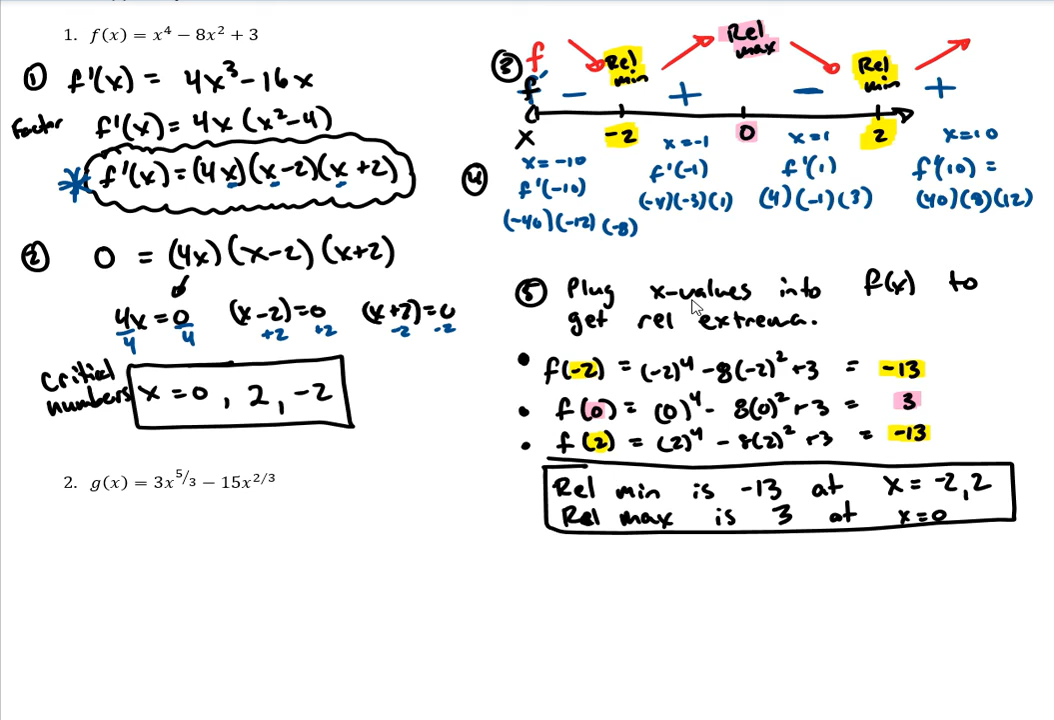 1. f(x) = x⁴ − 8x² + 3
① f'(x) = 4x³ - 16x
Factor f'(x) = 4x (x² - 4)
* f'(x) = (4x)(x-2)(x+2)
② 0 = (4x)(x-2)(x+2)
4x = 0 (x-2)=0 (x+2)=0
4 4 +2 +2 -2 -2
Critical numbers x = 0, 2, -2
2. g(x) = 3x^5/3 − 15x^2/3
③ f Rel min Rel max Rel min
f' − + − +
x -2 0 2
④ x = -10 x = -1 x = 1 x = 10
f'(-10) f'(-1) f'(1) f'(10) =
(-40)(-12)(-8) (-4)(-3)(1) (4)(-1)(3) (40)(8)(12)
⑤ Plug x-values into f(x) to
get rel extrema.
• f(-2) = (-2)⁴ - 8(-2)² + 3 = -13
• f(0) = (0)⁴ - 8(0)² + 3 = 3
• f(2) = (2)⁴ - 8(2)² + 3 = -13
Rel min is -13 at x = -2, 2
Rel max is 3 at x = 0